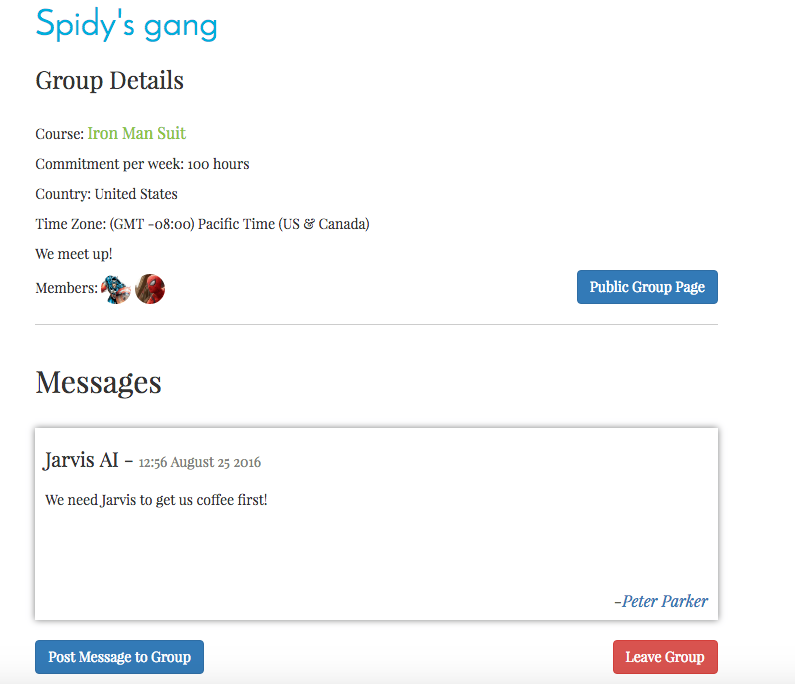 Spidy's gang
Group Details
Course: Iron Man Suit
Commitment per week: 100 hours
Country: United States
Time Zone: (GMT -08:00) Pacific Time (US & Canada)
We meet up!
Members:
Public Group Page
Messages
Jarvis AI - 12:56 August 25 2016
We need Jarvis to get us coffee first!
-Peter Parker
Post Message to Group
Leave Group